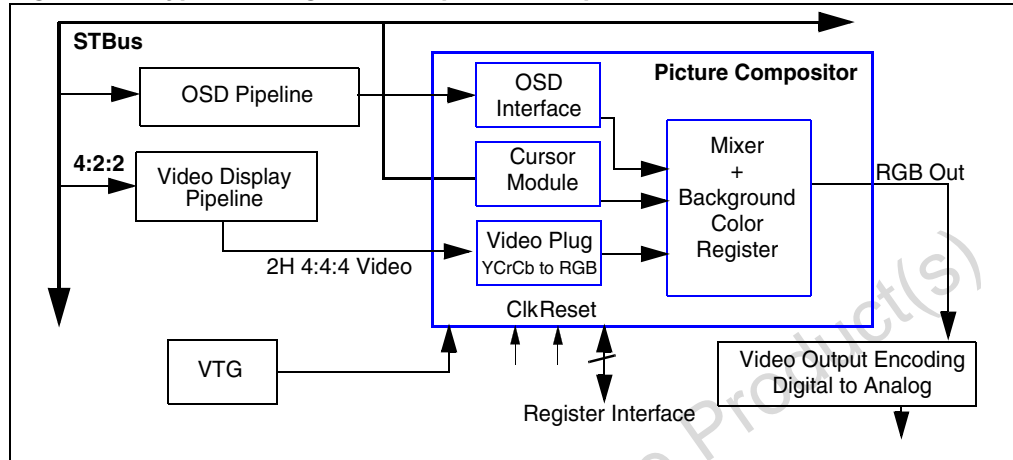 STBus
Picture Compositor
OSD Pipeline
OSD
Interface
4:2:2
Video Display
Pipeline
Cursor
Module
Mixer
+
Background
Color
Register
RGB Out
Video Plug
YCrCb to RGB
2H 4:4:4 Video
ClkReset
VTG
Register Interface
Video Output Encoding
Digital to Analog
Product(s)